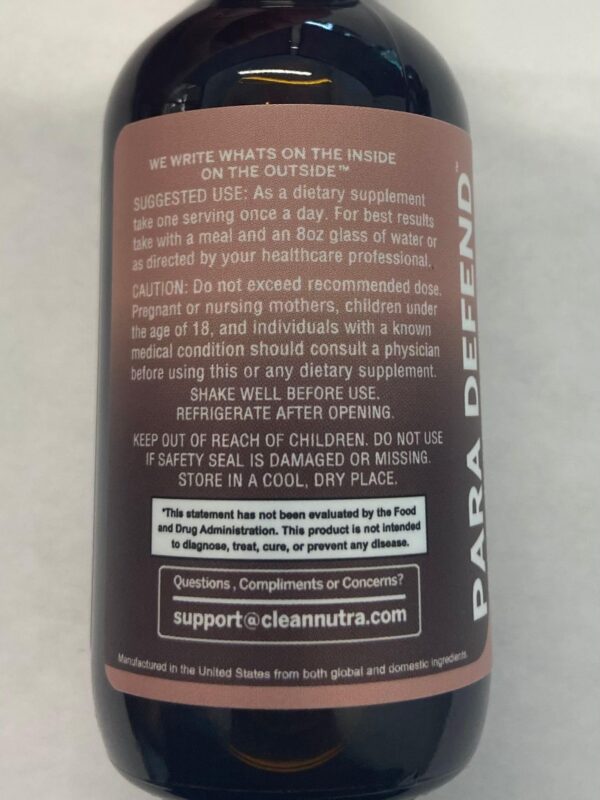 WE WRITE WHATS ON THE INSIDE
ON THE OUTSIDE™
SUGGESTED USE: As a dietary supplement
take one serving once a day. For best results
take with a meal and an 8oz glass of water or
as directed by your healthcare professional.
CAUTION: Do not exceed recommended dose.
Pregnant or nursing mothers, children under
the age of 18, and individuals with a known
medical condition should consult a physician
before using this or any dietary supplement.
SHAKE WELL BEFORE USE.
REFRIGERATE AFTER OPENING.
KEEP OUT OF REACH OF CHILDREN. DO NOT USE
IF SAFETY SEAL IS DAMAGED OR MISSING.
STORE IN A COOL, DRY PLACE.
*This statement has not been evaluated by the Food
and Drug Administration. This product is not intended
to diagnose, treat, cure, or prevent any disease.
Questions, Compliments or Concerns?
support@cleannutra.com
Manufactured in the United States from both global and domestic ingredients.
PARA DEFEND™